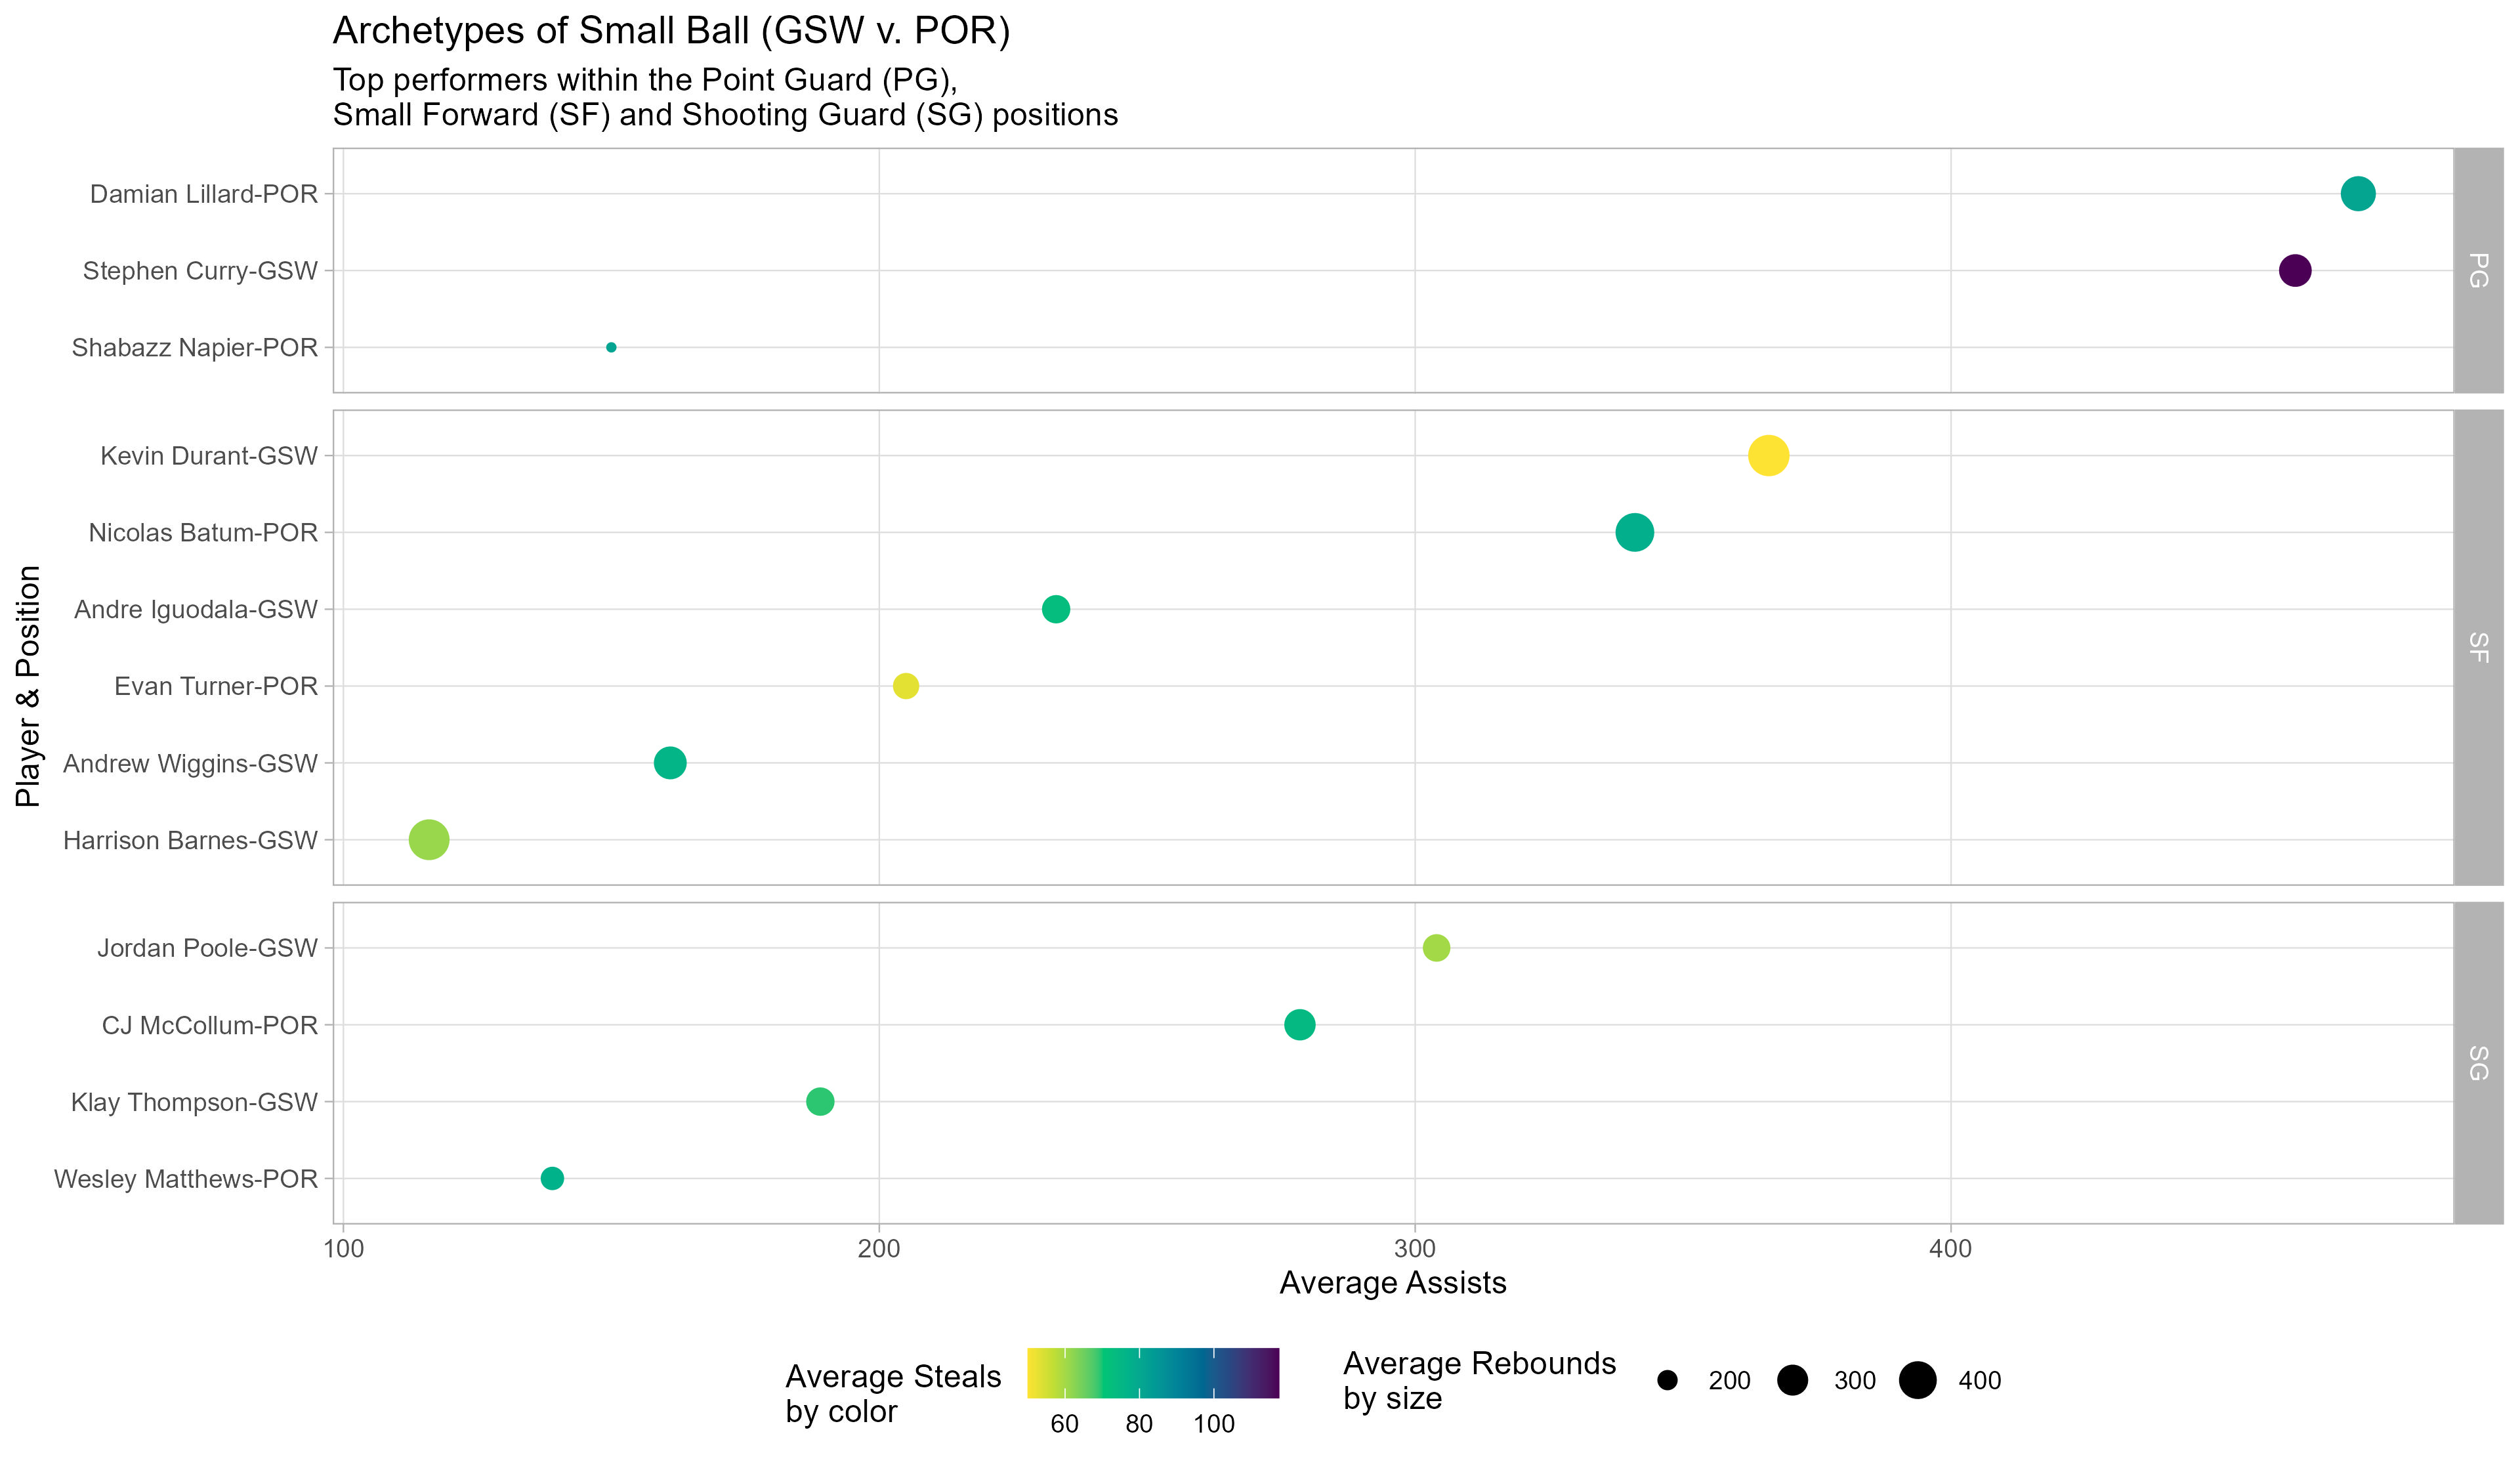 Archetypes of Small Ball (GSW v. POR)
Top performers within the Point Guard (PG),
Small Forward (SF) and Shooting Guard (SG) positions
Player & Position
Damian Lillard-POR
Stephen Curry-GSW
Shabazz Napier-POR
PG
Kevin Durant-GSW
Nicolas Batum-POR
Andre Iguodala-GSW
Evan Turner-POR
Andrew Wiggins-GSW
Harrison Barnes-GSW
SF
Jordan Poole-GSW
CJ McCollum-POR
Klay Thompson-GSW
Wesley Matthews-POR
SG
100 200 300 400
Average Assists
Average Steals
by color
60 80 100
Average Rebounds
by size
200 300 400